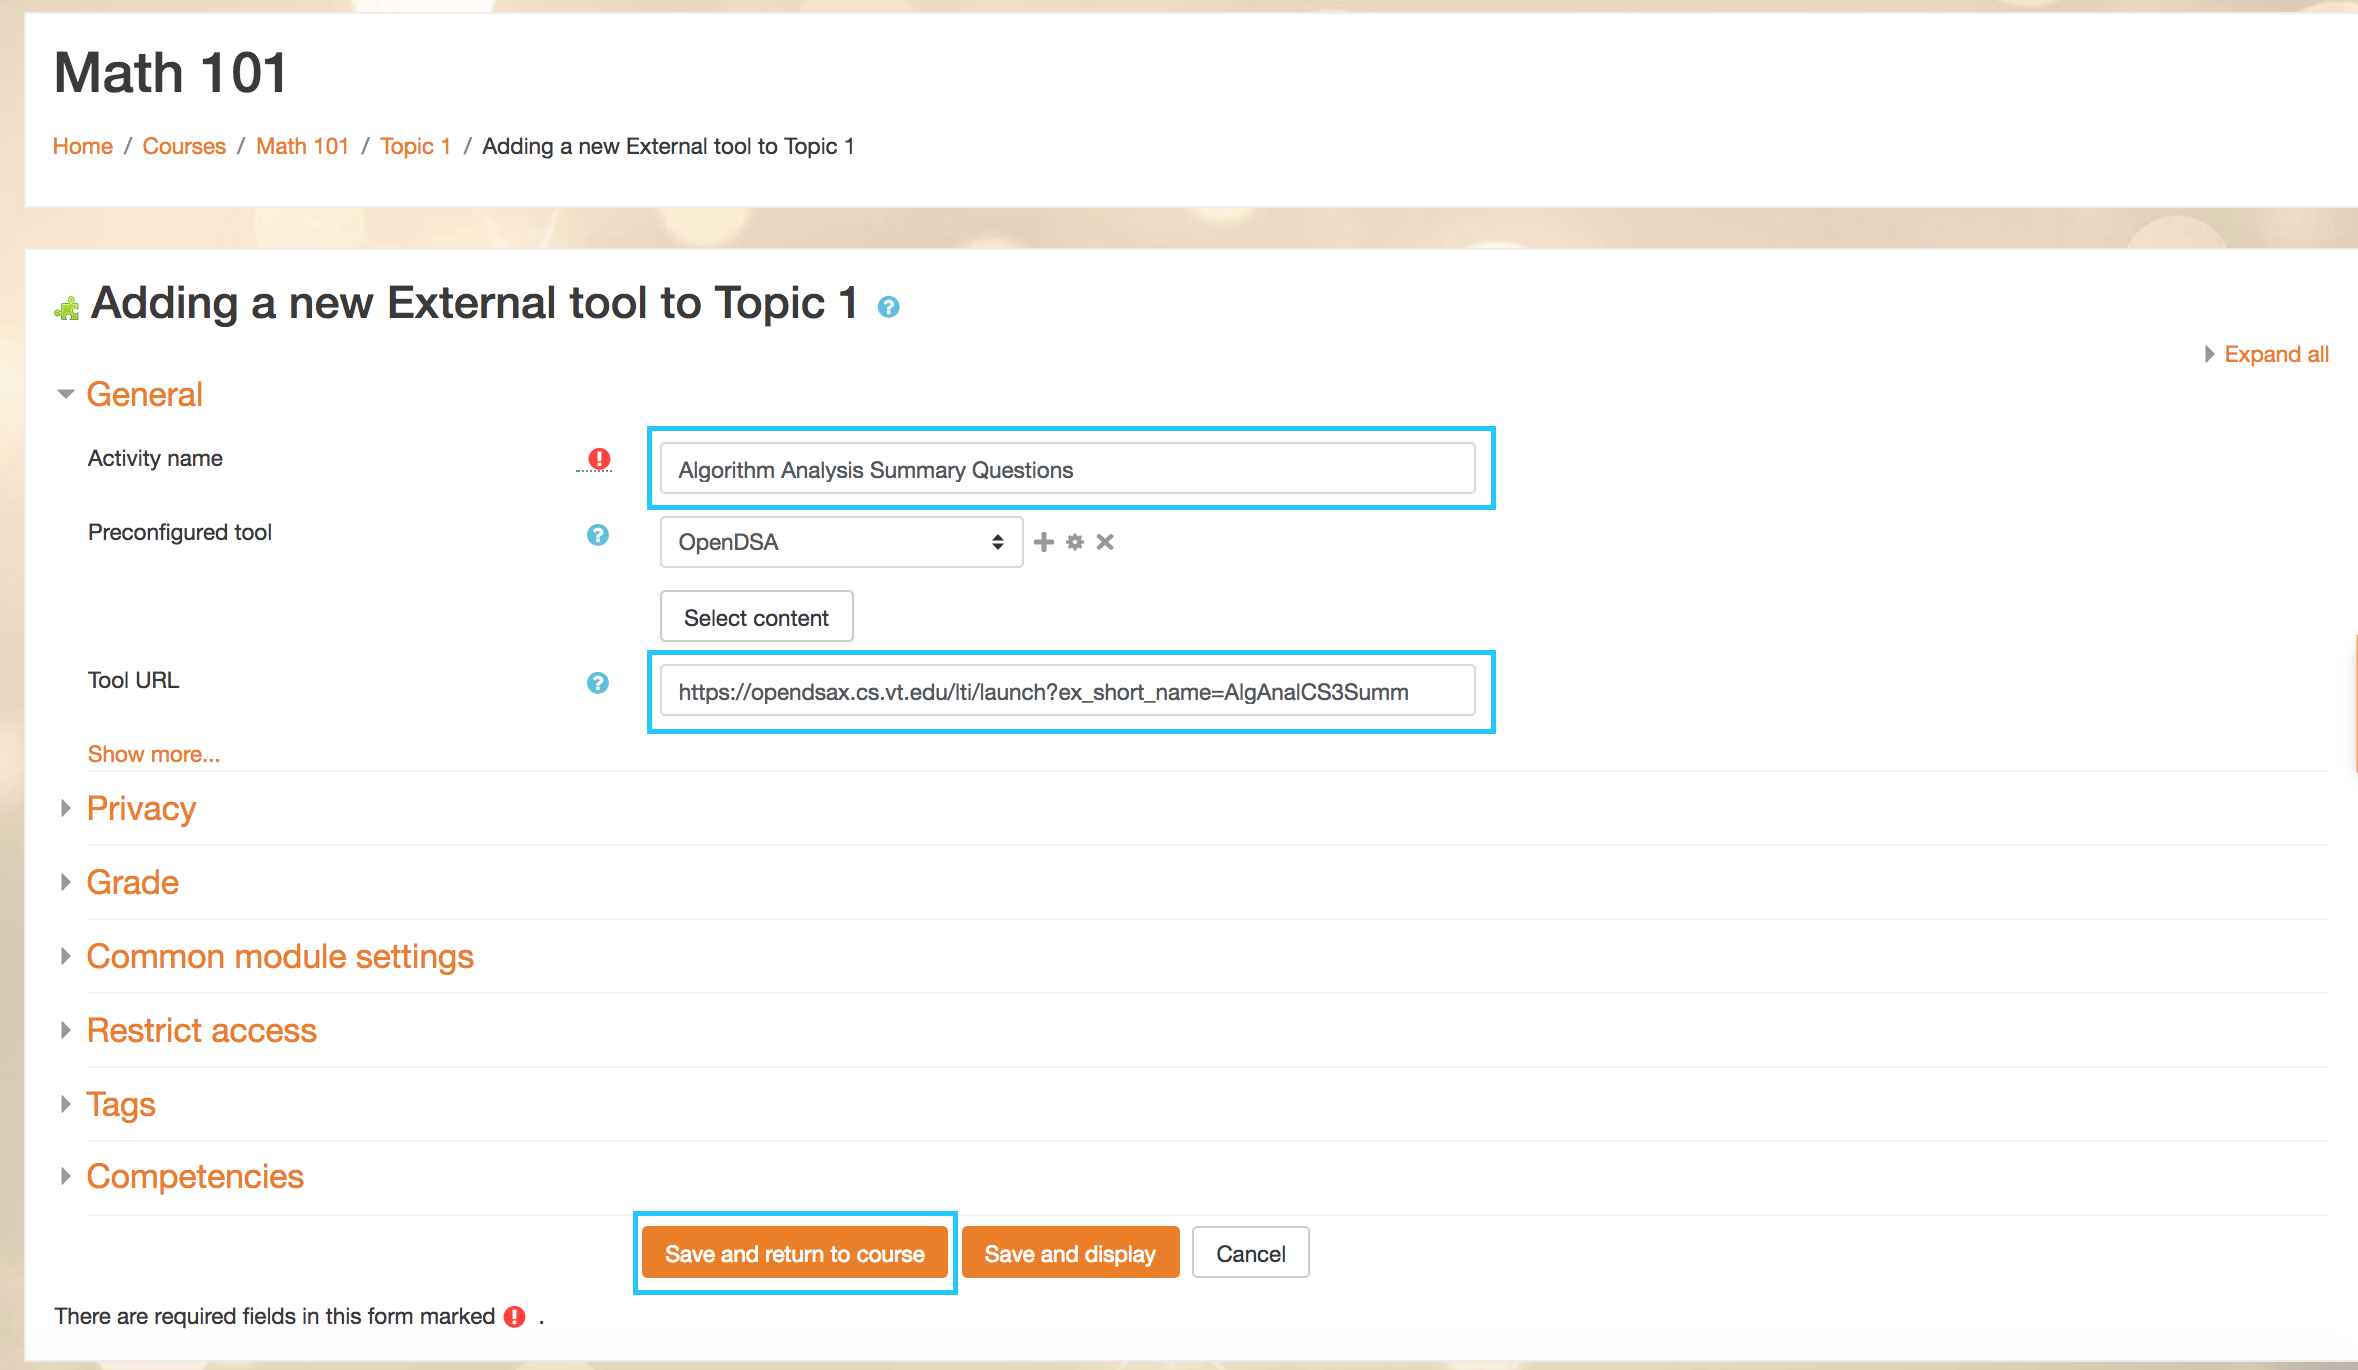 Math 101
Home / Courses / Math 101 / Topic 1 / Adding a new External tool to Topic 1
Adding a new External tool to Topic 1 ?
Expand all
General
Activity name ! Algorithm Analysis Summary Questions
Preconfigured tool ? OpenDSA
Select content
Tool URL ? https://opendsax.cs.vt.edu/lti/launch?ex_short_name=AlgAnalCS3Summ
Show more...
Privacy
Grade
Common module settings
Restrict access
Tags
Competencies
Save and return to course Save and display Cancel
There are required fields in this form marked ! .